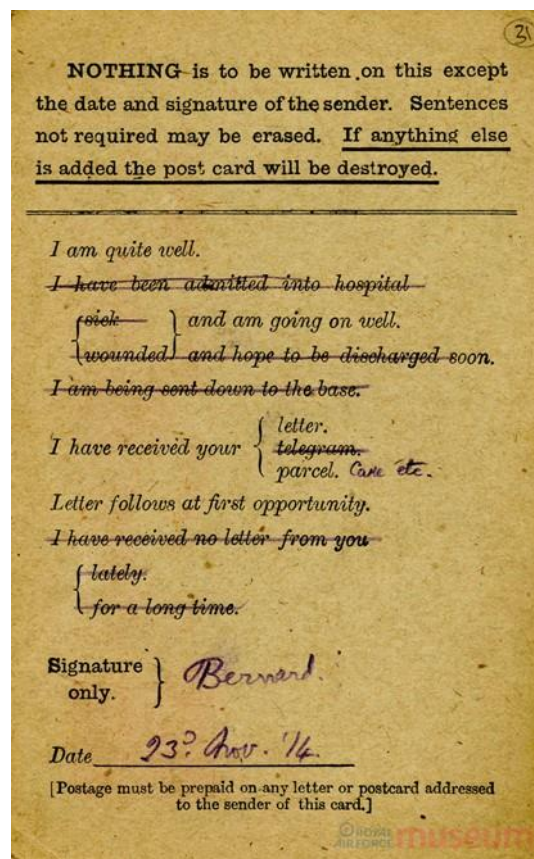 31
NOTHING is to be written on this except
the date and signature of the sender. Sentences
not required may be erased. If anything else
is added the post card will be destroyed.
I am quite well.
I have been admitted into hospital
sick and am going on well.
wounded and hope to be discharged soon.
I am being sent down to the base.
letter.
I have received your telegram.
parcel. Cake etc.
Letter follows at first opportunity.
I have received no letter from you
lately.
for a long time.
Signature
only. Bernard.
Date 23rd Nov. '14.
[Postage must be prepaid on any letter or postcard addressed
to the sender of this card.]
© ROYAL
AIR FORCE museum